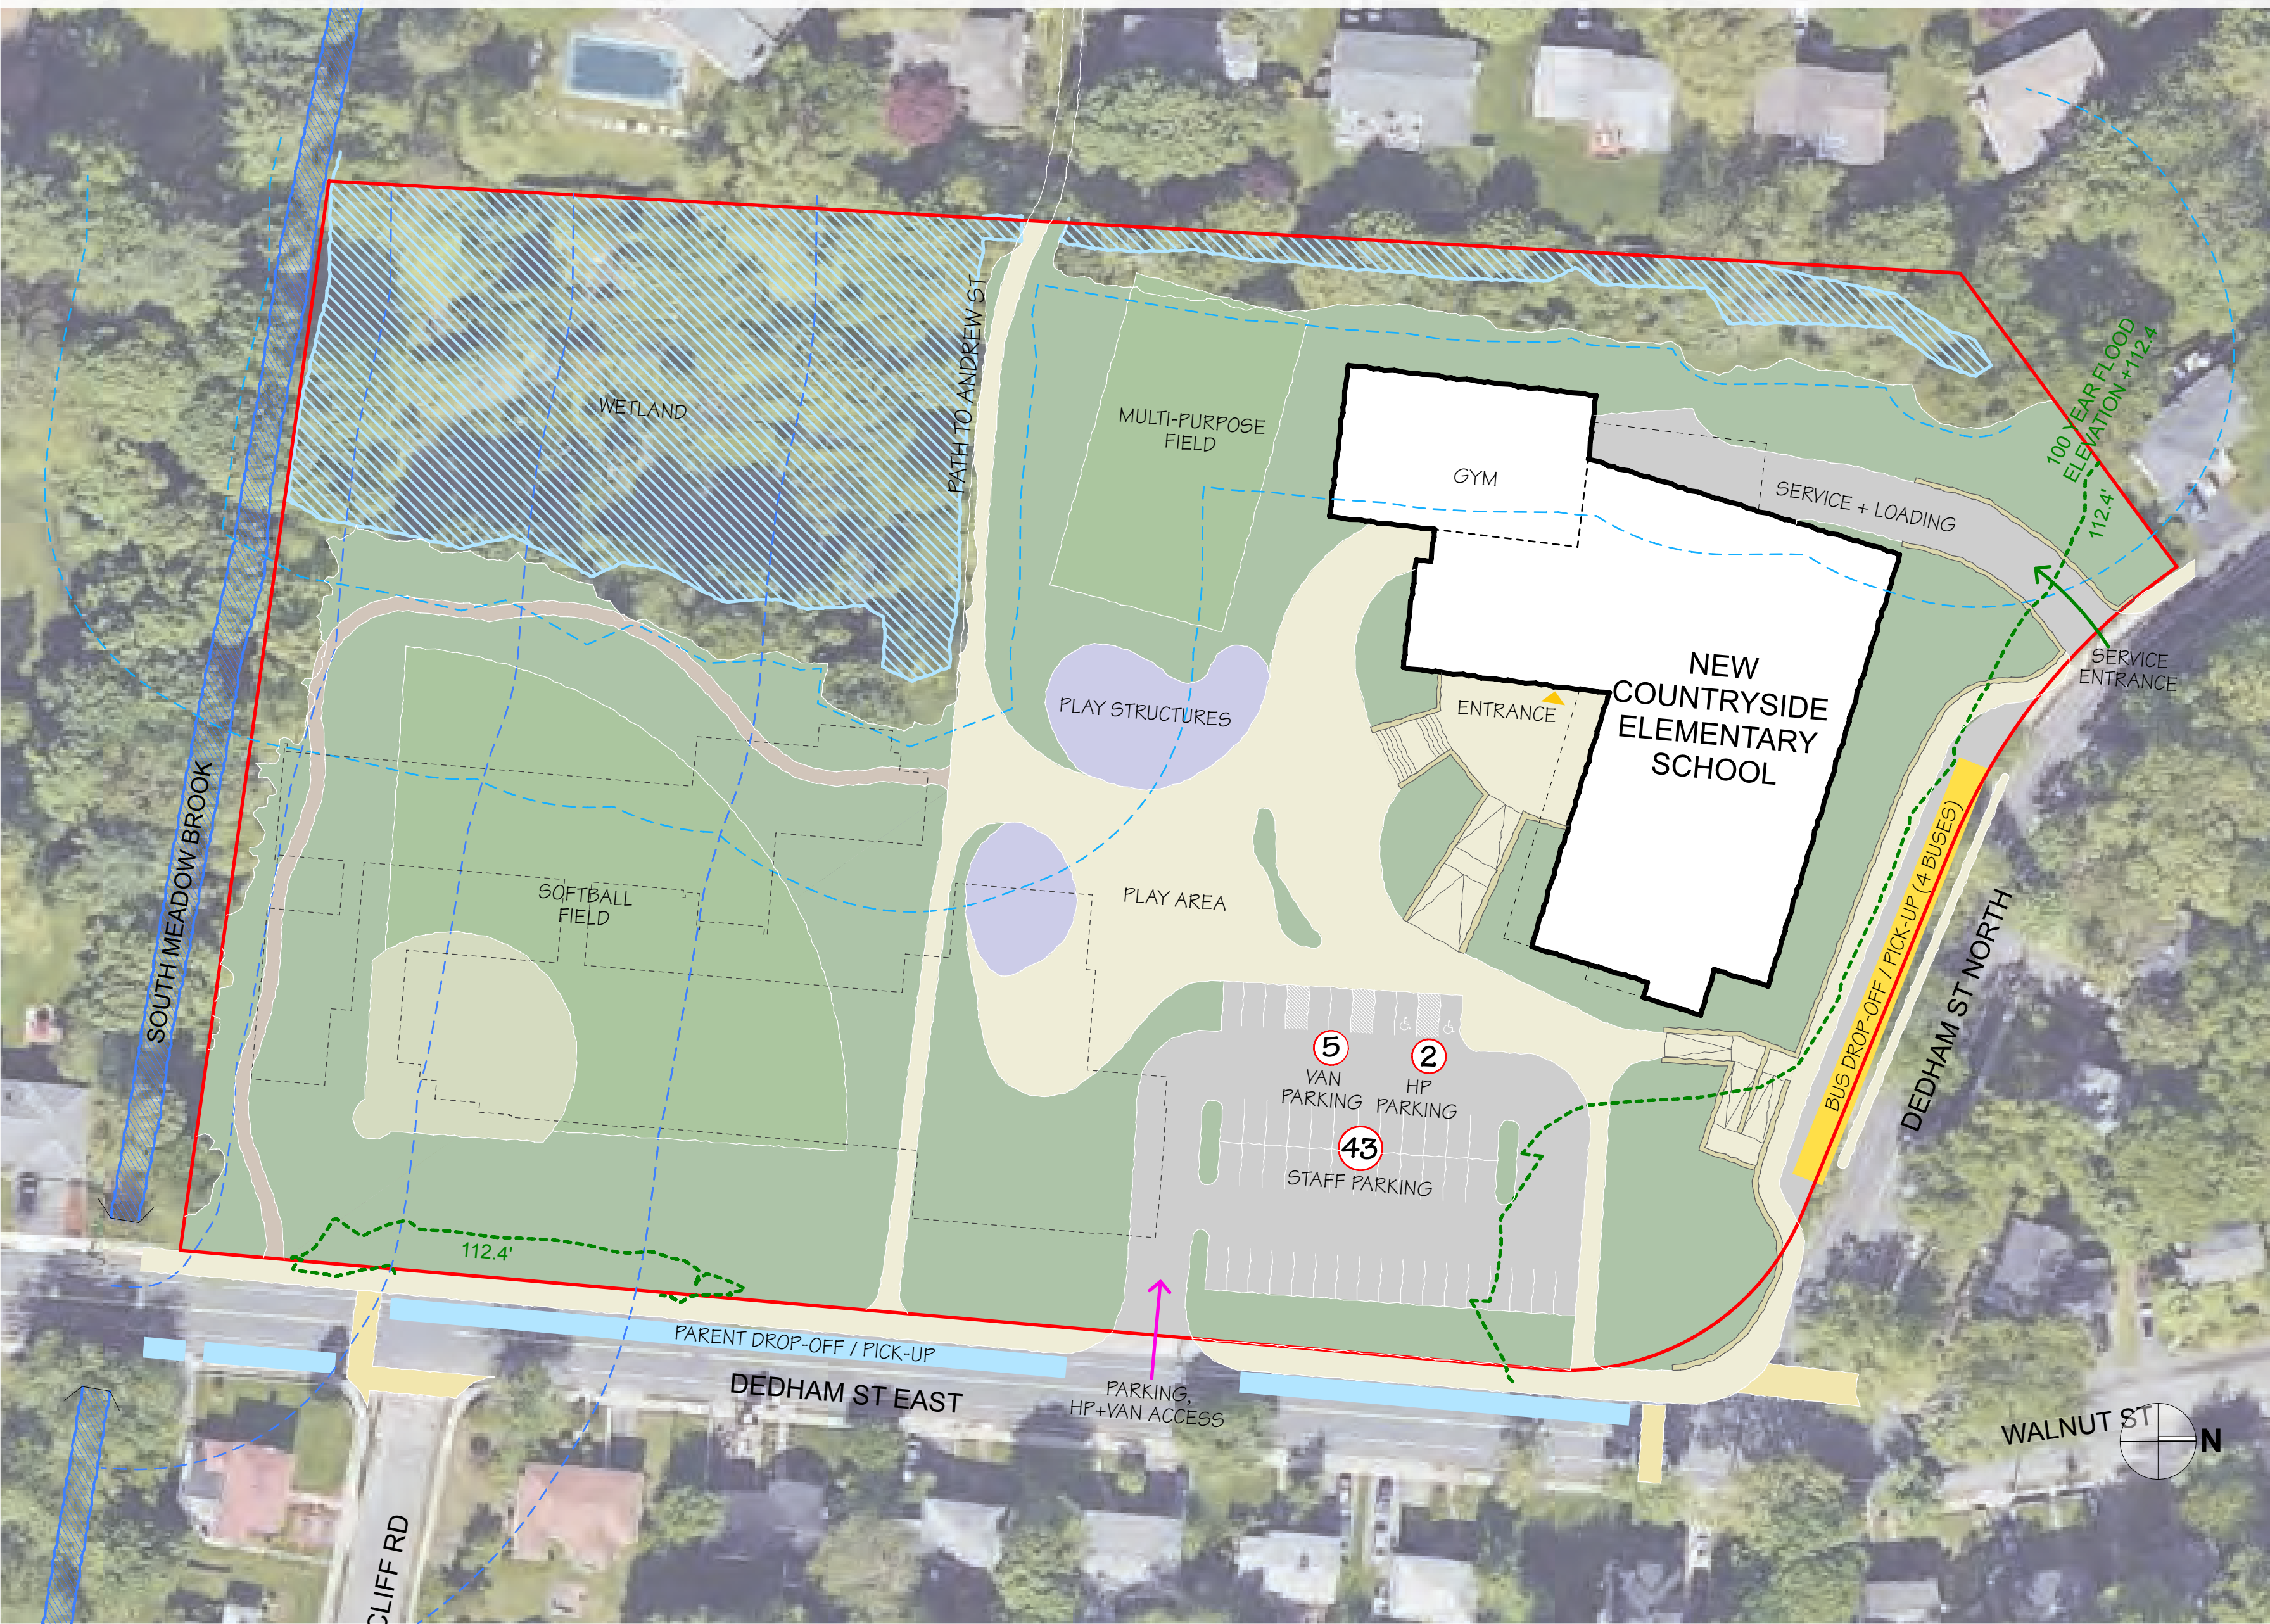 WETLAND
PATH TO ANDREW ST
MULTI-PURPOSE
FIELD
GYM
SERVICE + LOADING
100 YEAR FLOOD
ELEVATION +112.4
112.4'
SERVICE
ENTRANCE
NEW
COUNTRYSIDE
ELEMENTARY
SCHOOL
ENTRANCE
PLAY STRUCTURES
PLAY AREA
SOFTBALL
FIELD
SOUTH MEADOW BROOK
BUS DROP-OFF / PICK-UP (4 BUSES)
DEDHAM ST NORTH
5
VAN
PARKING
2
HP
PARKING
43
STAFF PARKING
112.4'
PARENT DROP-OFF / PICK-UP
DEDHAM ST EAST
PARKING,
HP+VAN ACCESS
WALNUT ST
N
CLIFF RD